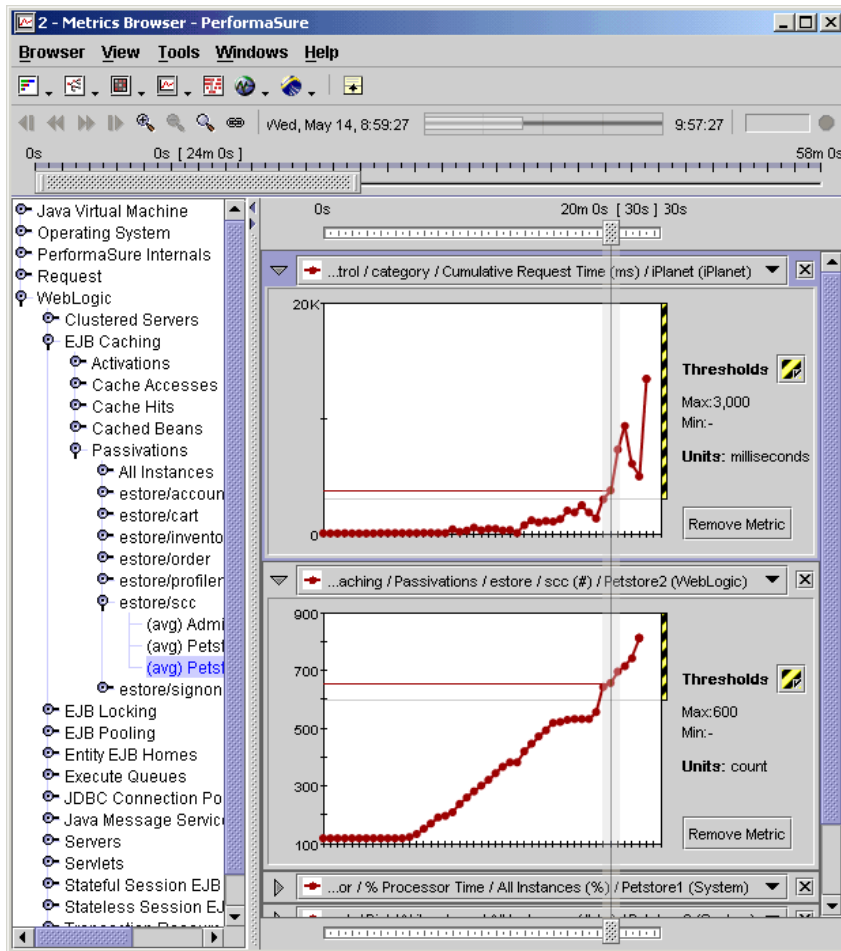 2 - Metrics Browser - PerformaSure
Browser View Tools Windows Help
Wed, May 14, 8:59:27 9:57:27
0s 0s [ 24m 0s ] 58m 0s
Java Virtual Machine
Operating System
PerformaSure Internals
Request
WebLogic
Clustered Servers
EJB Caching
Activations
Cache Accesses
Cache Hits
Cached Beans
Passivations
All Instances
estore/accoun
estore/cart
estore/invento
estore/order
estore/profiler
estore/scc
(avg) Admi
(avg) Petst
(avg) Petst
estore/signon
EJB Locking
EJB Pooling
Entity EJB Homes
Execute Queues
JDBC Connection Po
Java Message Servic
Servers
Servlets
Stateful Session EJB
Stateless Session EJ
0s 20m 0s [ 30s ] 30s
...trol / category / Cumulative Request Time (ms) / iPlanet (iPlanet)
20K
0
Thresholds
Max:3,000
Min:-
Units: milliseconds
Remove Metric
...aching / Passivations / estore / scc (#) / Petstore2 (WebLogic)
900
700
500
300
100
Thresholds
Max:600
Min:-
Units: count
Remove Metric
...or / % Processor Time / All Instances (%) / Petstore1 (System)